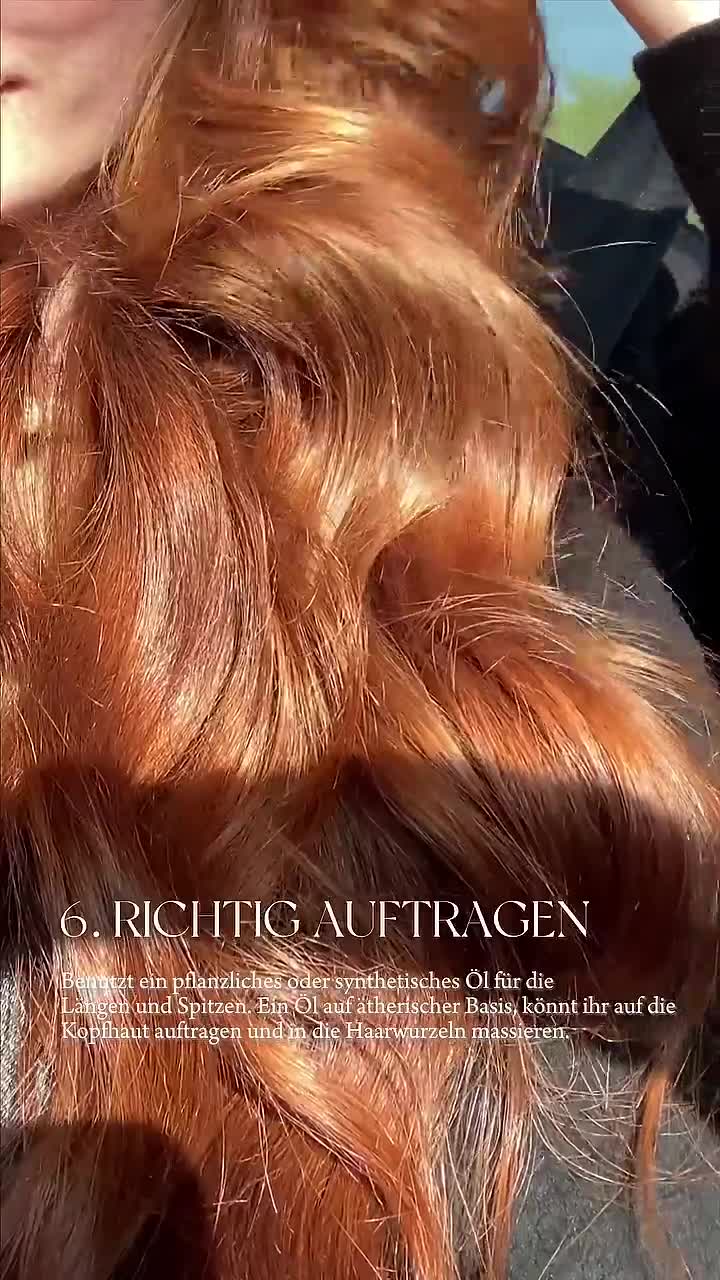 6. RICHTIG AUFTRAGEN
Benutzt ein pflanzliches oder synthetisches Öl für die
Längen und Spitzen. Ein Öl auf ätherischer Basis, könnt ihr auf die
Kopfhaut auftragen und in die Haarwurzeln massieren.